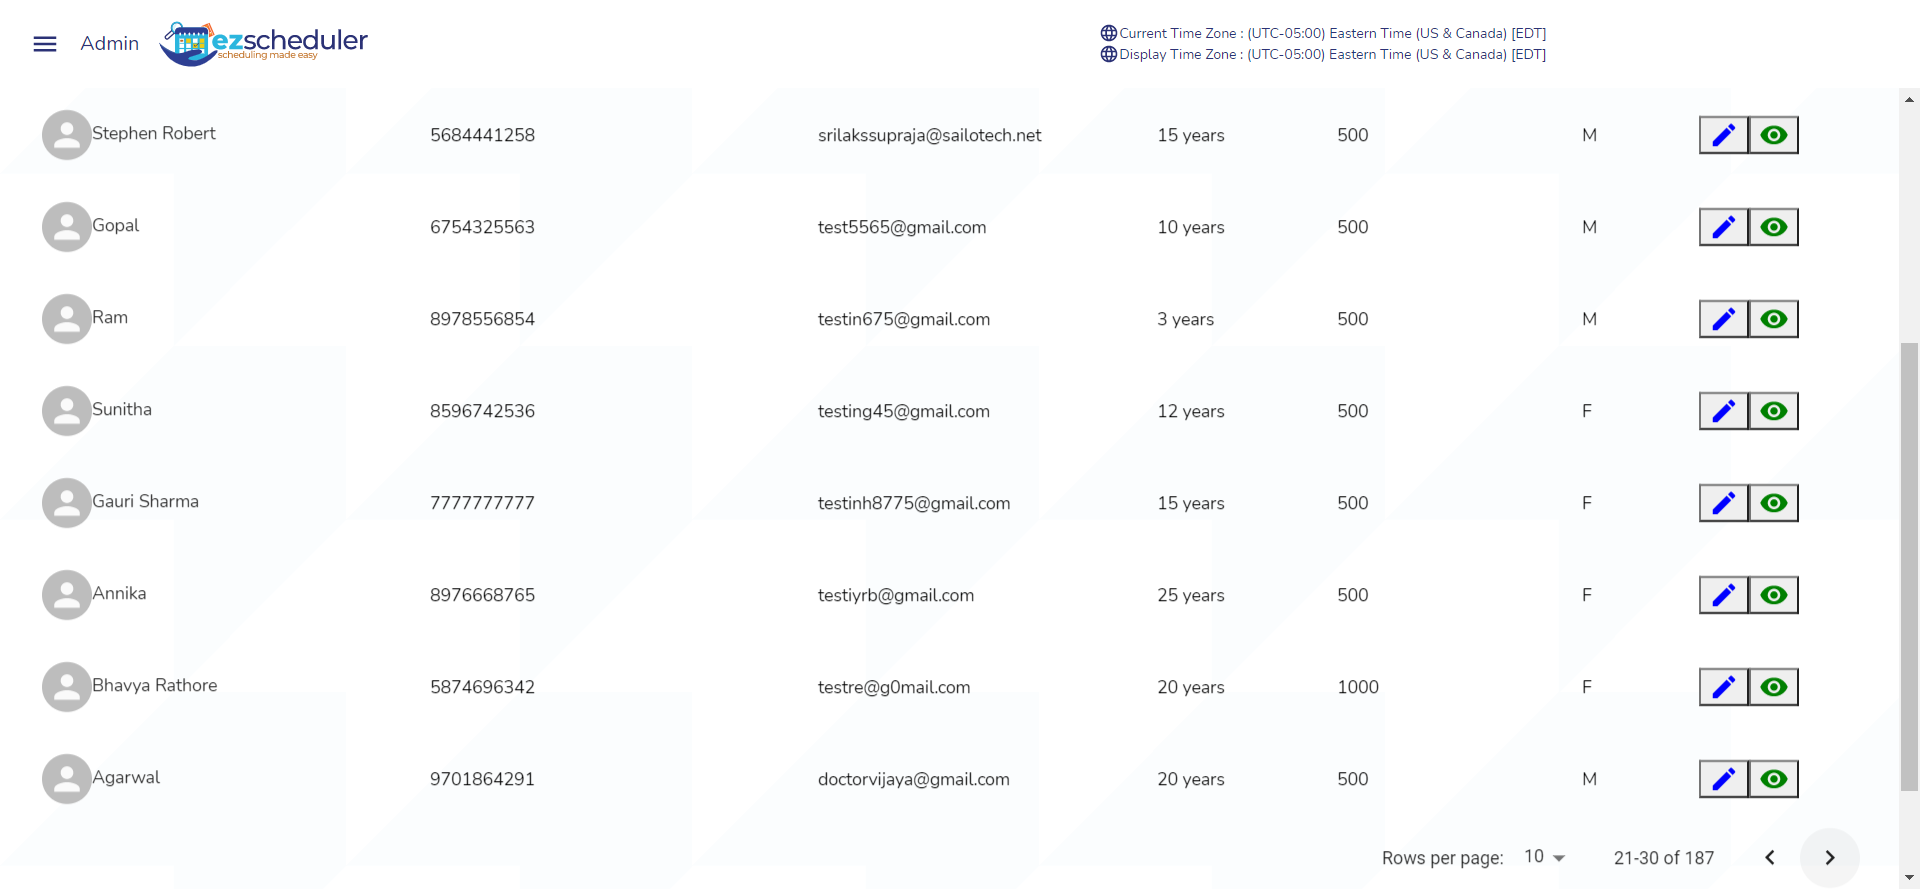 Admin
ezscheduler
scheduling made easy
Current Time Zone : (UTC-05:00) Eastern Time (US & Canada) [EDT]
Display Time Zone : (UTC-05:00) Eastern Time (US & Canada) [EDT]
Stephen Robert 5684441258 srilakssupraja@sailotech.net 15 years 500 M
Gopal 6754325563 test5565@gmail.com 10 years 500 M
Ram 8978556854 testin675@gmail.com 3 years 500 M
Sunitha 8596742536 testing45@gmail.com 12 years 500 F
Gauri Sharma 7777777777 testinh8775@gmail.com 15 years 500 F
Annika 8976668765 testiyrb@gmail.com 25 years 500 F
Bhavya Rathore 5874696342 testre@g0mail.com 20 years 1000 F
Agarwal 9701864291 doctorvijaya@gmail.com 20 years 500 M
Rows per page: 10 21-30 of 187